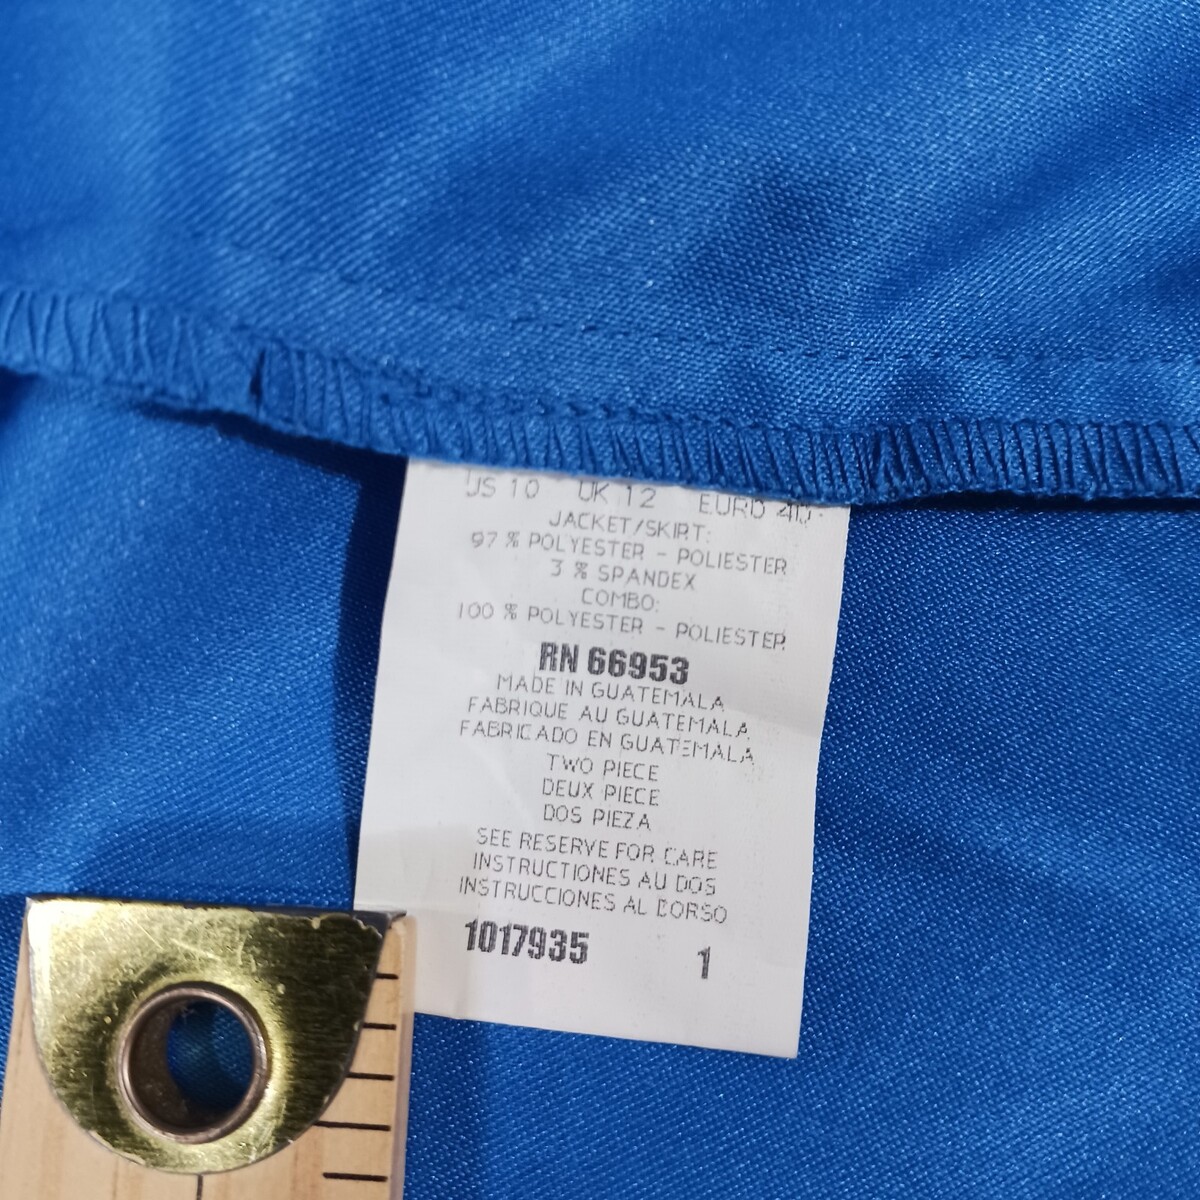 US 10 UK 12 EURO 40
JACKET/SKIRT:
97 % POLYESTER - POLIESTER
3 % SPANDEX
COMBO:
100 % POLYESTER - POLIESTER
RN 66953
MADE IN GUATEMALA
FABRIQUE AU GUATEMALA
FABRICADO EN GUATEMALA
TWO PIECE
DEUX PIECE
DOS PIEZA
SEE RESERVE FOR CARE
INSTRUCTIONES AU DOS
INSTRUCCIONES AL DORSO
1017935 1